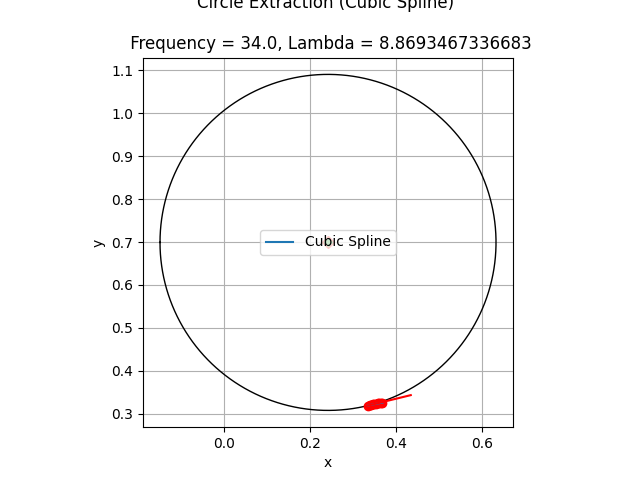 Circle Extraction (Cubic Spline)
Frequency = 34.0, Lambda = 8.8693467336683
1.1
1.0
0.9
0.8
0.7
0.6
0.5
0.4
0.3
y
Cubic Spline
0.0 0.2 0.4 0.6
x